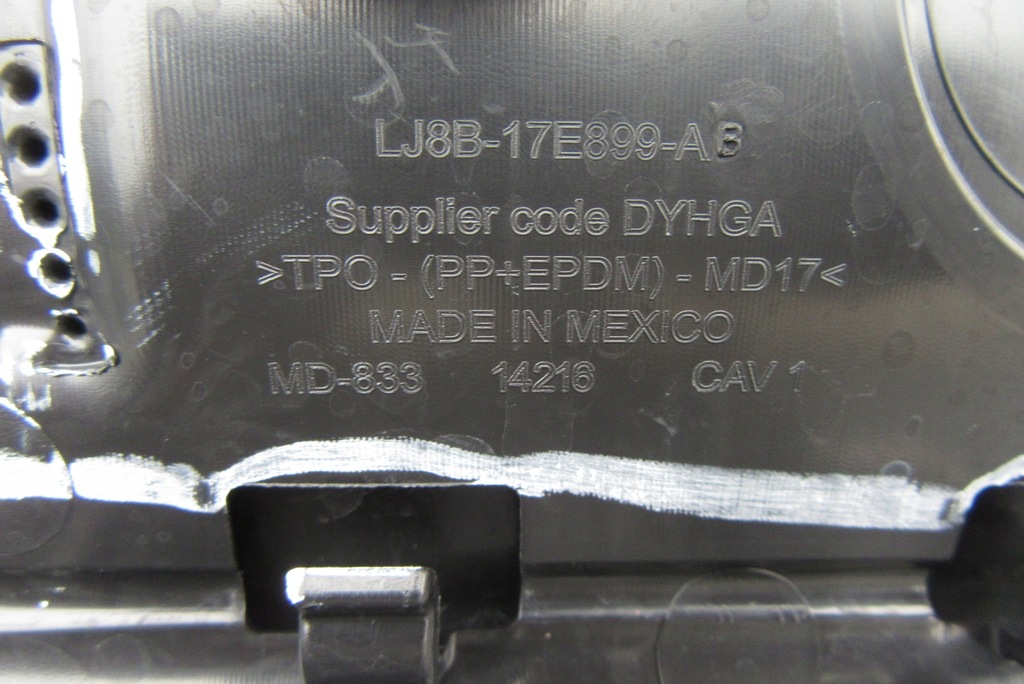 LJ8B-17E899-AB
Supplier code DYHGA
>TPO - (PP+EPDM) - MD17<
MADE IN MEXICO
MD-833 14216 CAV 1